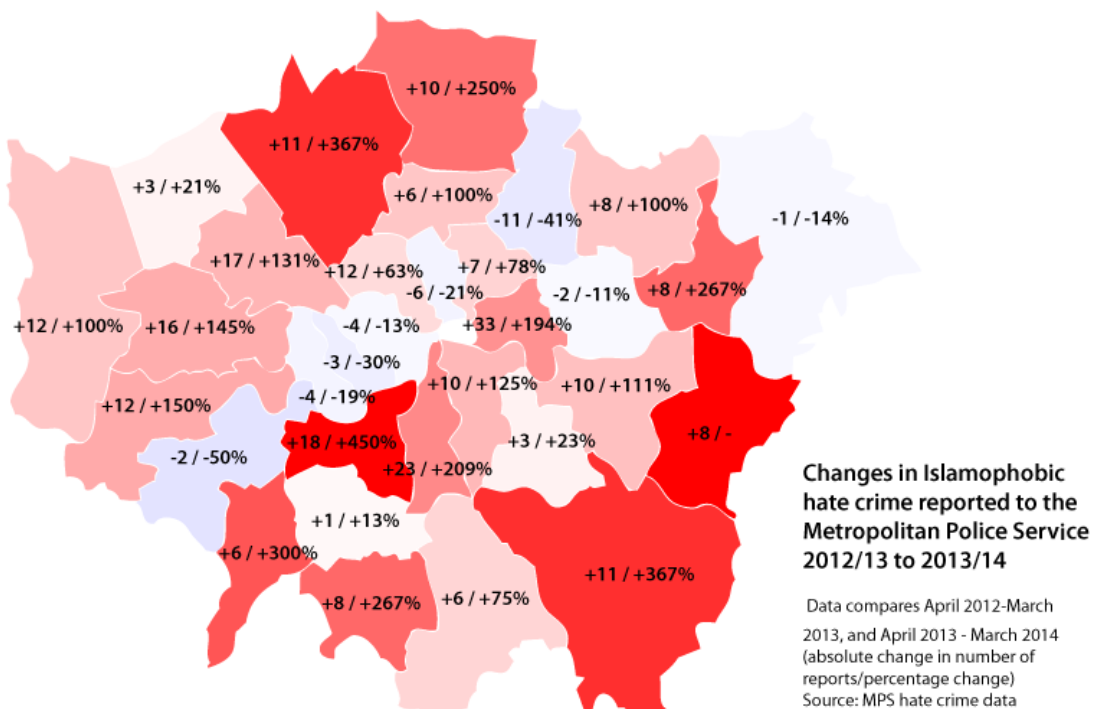 +10 / +250%
+11 / +367%
+3 / +21%
+6 / +100%
-11 / -41%
+8 / +100%
-1 / -14%
+17 / +131%
+12 / +63%
+7 / +78%
-6 / -21%
-2 / -11%
+8 / +267%
+12 / +100%
+16 / +145%
-4 / -13%
+33 / +194%
-3 / -30%
+10 / +125%
+10 / +111%
-4 / -19%
+12 / +150%
+18 / +450%
+3 / +23%
+8 / -
-2 / -50%
+23 / +209%
+1 / +13%
+6 / +300%
+11 / +367%
+8 / +267%
+6 / +75%
Changes in Islamophobic
hate crime reported to the
Metropolitan Police Service
2012/13 to 2013/14
Data compares April 2012-March
2013, and April 2013 - March 2014
(absolute change in number of
reports/percentage change)
Source: MPS hate crime data